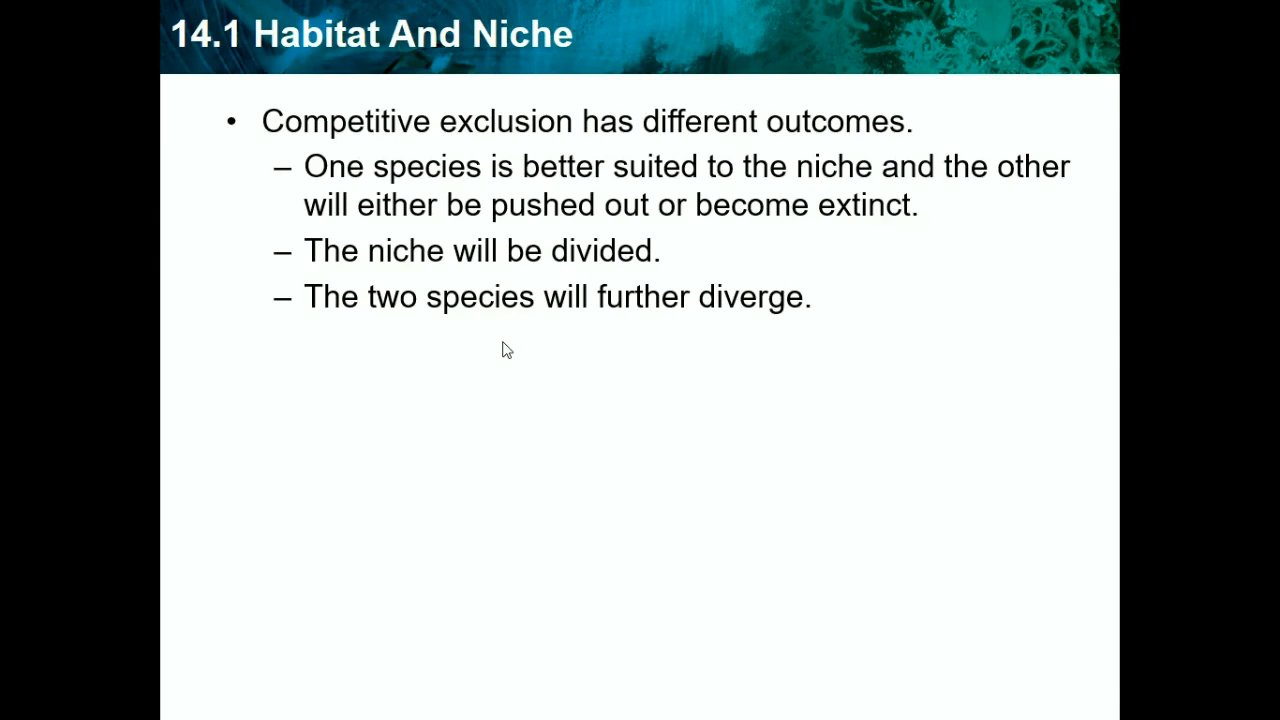 14.1 Habitat And Niche
• Competitive exclusion has different outcomes.
– One species is better suited to the niche and the other
will either be pushed out or become extinct.
– The niche will be divided.
– The two species will further diverge.